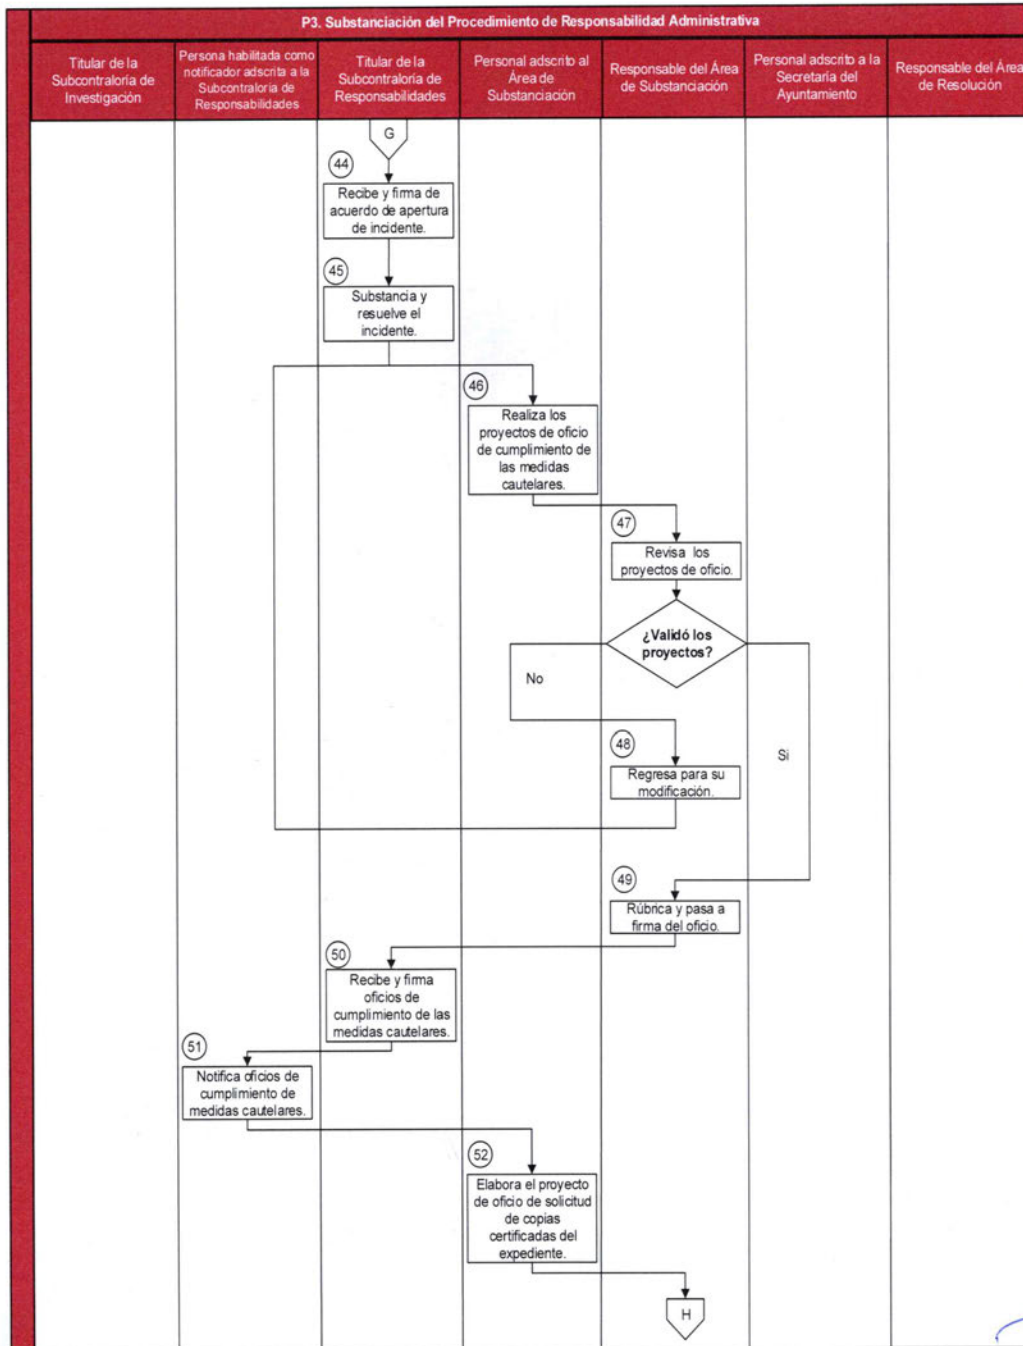 P3. Substanciación del Procedimiento de Responsabilidad Administrativa
Titular de la
Subcontraloría de
Investigación
Persona habilitada como
notificador adscrita a la
Subcontraloria de
Responsabilidades
Titular de la
Subcontraloría de
Responsabilidades
Personal adscrito al
Área de
Substanciación
Responsable del Área
de Substanciación
Personal adscrito a la
Secretaría del
Ayuntamiento
Responsable del Área
de Resolución
G
44
Recibe y firma de
acuerdo de apertura
de incidente.
45
Substancia y
resuelve el
incidente.
46
Realiza los
proyectos de oficio
de cumplimiento de
las medidas
cautelares.
47
Revisa los
proyectos de oficio.
¿Validó los
proyectos?
No
Si
48
Regresa para su
modificación.
49
Rúbrica y pasa a
firma del oficio.
50
Recibe y firma
oficios de
cumplimiento de las
medidas cautelares.
51
Notifica oficios de
cumplimiento de
medidas cautelares.
52
Elabora el proyecto
de oficio de solicitud
de copias
certificadas del
expediente.
H